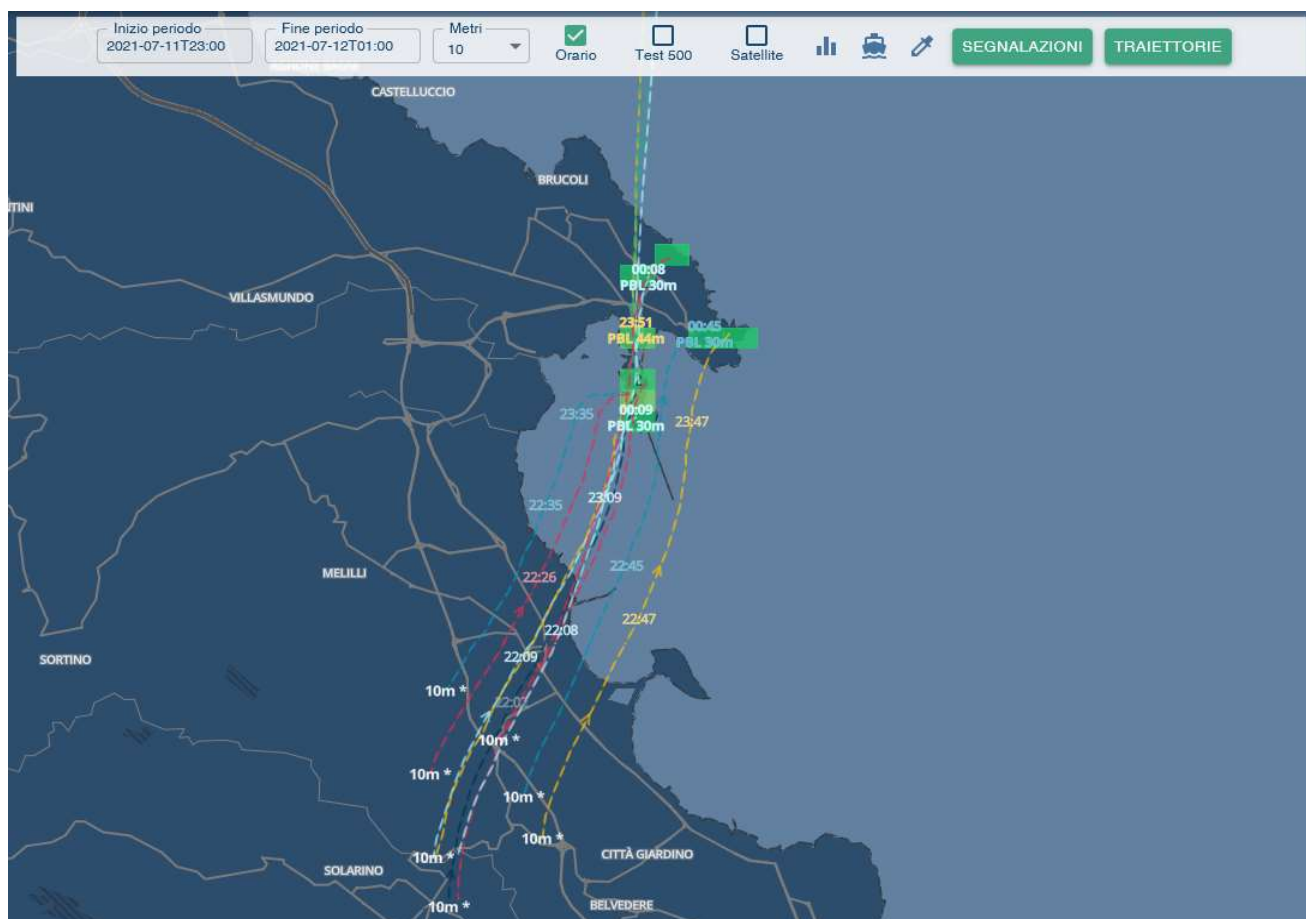 Inizio periodo
2021-07-11T23:00
Fine periodo
2021-07-12T01:00
Metri
10
Orario
Test 500
Satellite
SEGNALAZIONI
TRAIETTORIE
CASTELLUCCIO
BRUCOLI
TINI
00:08
PBL 30m
VILLASMUNDO
23:51
PBL 44m
00:45
PBL 30m
23:35
00:09
PBL 30m
23:47
23:09
22:35
22:45
MELILLI
22:26
22:47
22:08
22:09
SORTINO
10m *
22:07
10m *
10m *
10m *
10m *
10m *
CITTÀ GIARDINO
SOLARINO
10m *
BELVEDERE